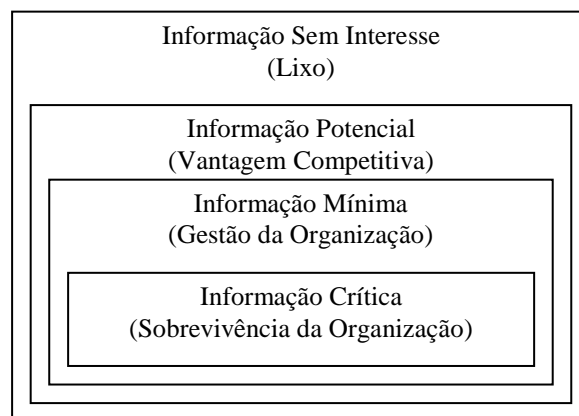 Informação Sem Interesse
(Lixo)
Informação Potencial
(Vantagem Competitiva)
Informação Mínima
(Gestão da Organização)
Informação Crítica
(Sobrevivência da Organização)